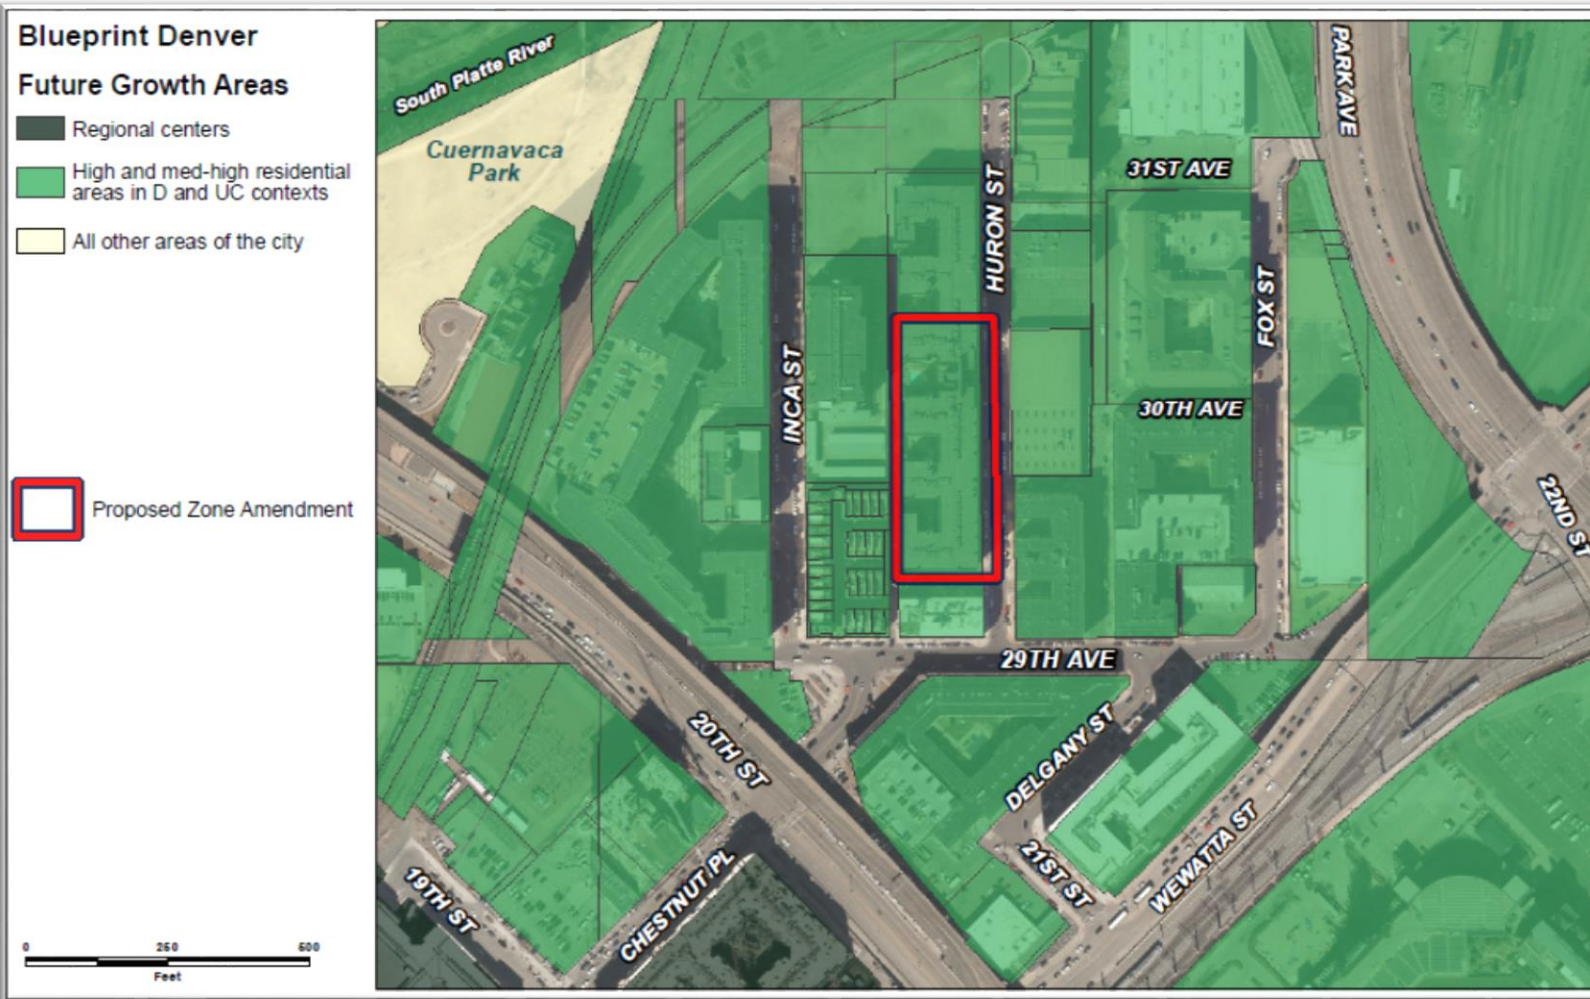 Blueprint Denver
Future Growth Areas
Regional centers
High and med-high residential
areas in D and UC contexts
All other areas of the city
Proposed Zone Amendment
0 250 500
Feet
South Platte River
Cuernavaca
Park
PARK AVE
31ST AVE
HURON ST
FOX ST
INCA ST
30TH AVE
22ND ST
29TH AVE
20TH ST
DELGANY ST
21ST ST
WEWATTA ST
CHESTNUT PL
19TH ST